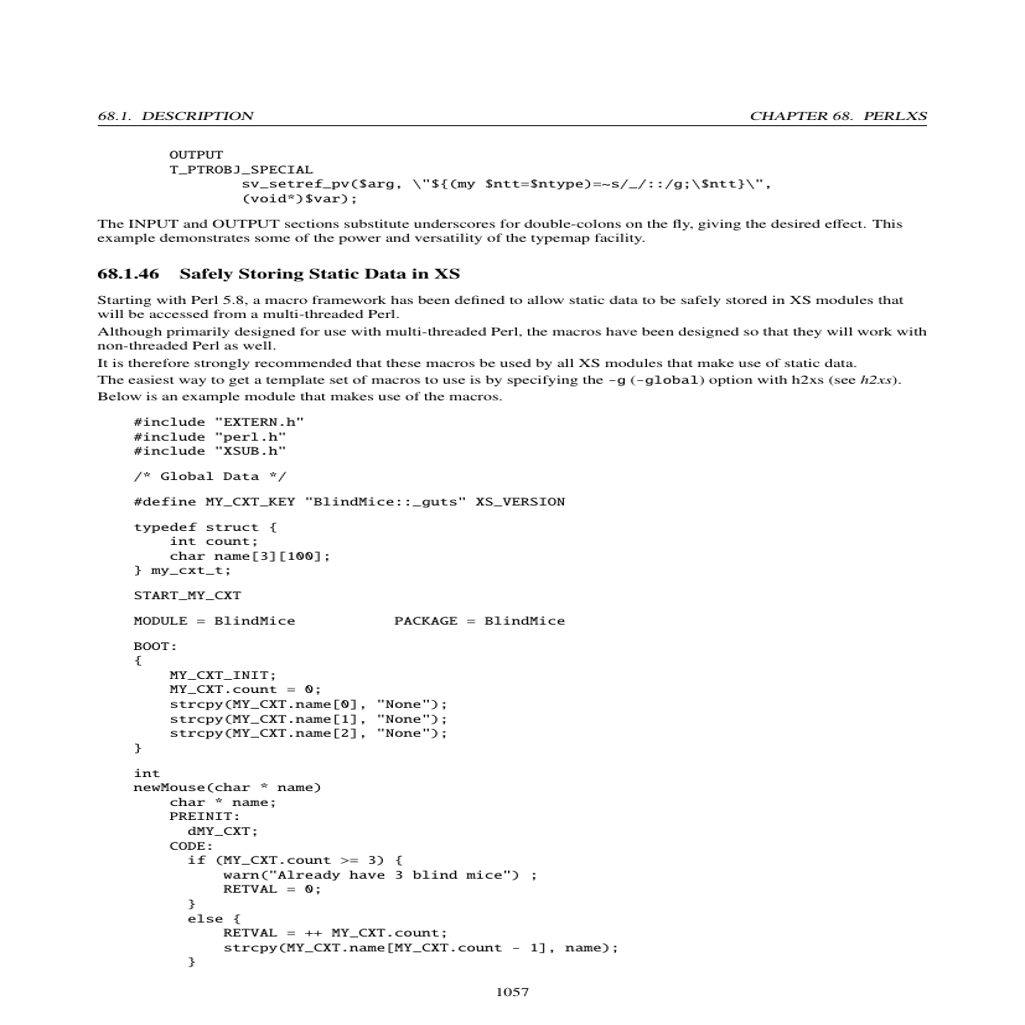 68.1. DESCRIPTION CHAPTER 68. PERLXS
OUTPUT
T_PTROBJ_SPECIAL
sv_setref_pv($arg, \"${(my $ntt=$ntype)=~s/_/::/g;\$ntt}\",
(void*)$var);
The INPUT and OUTPUT sections substitute underscores for double-colons on the fly, giving the desired effect. This
example demonstrates some of the power and versatility of the typemap facility.
68.1.46 Safely Storing Static Data in XS
Starting with Perl 5.8, a macro framework has been defined to allow static data to be safely stored in XS modules that
will be accessed from a multi-threaded Perl.
Although primarily designed for use with multi-threaded Perl, the macros have been designed so that they will work with
non-threaded Perl as well.
It is therefore strongly recommended that these macros be used by all XS modules that make use of static data.
The easiest way to get a template set of macros to use is by specifying the -g (-global) option with h2xs (see h2xs).
Below is an example module that makes use of the macros.
#include "EXTERN.h"
#include "perl.h"
#include "XSUB.h"
/* Global Data */
#define MY_CXT_KEY "BlindMice::_guts" XS_VERSION
typedef struct {
int count;
char name[3][100];
} my_cxt_t;
START_MY_CXT
MODULE = BlindMice PACKAGE = BlindMice
BOOT:
{
MY_CXT_INIT;
MY_CXT.count = 0;
strcpy(MY_CXT.name[0], "None");
strcpy(MY_CXT.name[1], "None");
strcpy(MY_CXT.name[2], "None");
}
int
newMouse(char * name)
char * name;
PREINIT:
dMY_CXT;
CODE:
if (MY_CXT.count >= 3) {
warn("Already have 3 blind mice") ;
RETVAL = 0;
}
else {
RETVAL = ++ MY_CXT.count;
strcpy(MY_CXT.name[MY_CXT.count - 1], name);
}
1057